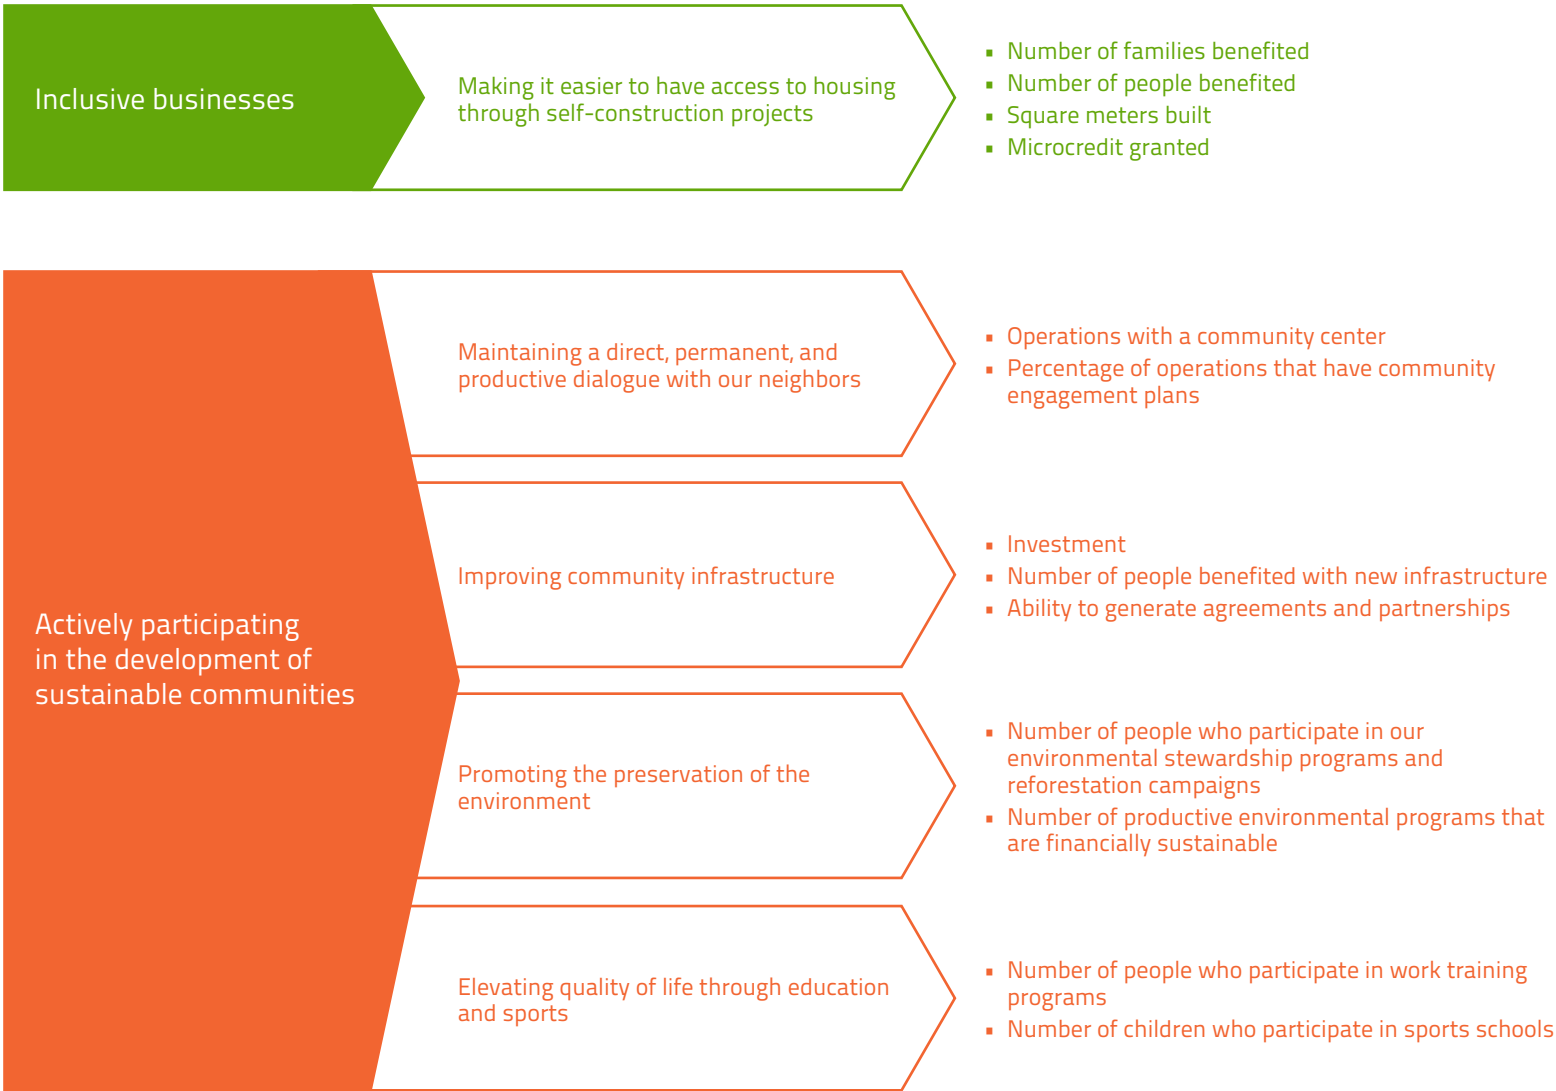 Inclusive businesses
Making it easier to have access to housing
through self-construction projects
▪ Number of families benefited
▪ Number of people benefited
▪ Square meters built
▪ Microcredit granted
Actively participating
in the development of
sustainable communities
Maintaining a direct, permanent, and
productive dialogue with our neighbors
▪ Operations with a community center
▪ Percentage of operations that have community
engagement plans
Improving community infrastructure
▪ Investment
▪ Number of people benefited with new infrastructure
▪ Ability to generate agreements and partnerships
Promoting the preservation of the
environment
▪ Number of people who participate in our
environmental stewardship programs and
reforestation campaigns
▪ Number of productive environmental programs that
are financially sustainable
Elevating quality of life through education
and sports
▪ Number of people who participate in work training
programs
▪ Number of children who participate in sports schools